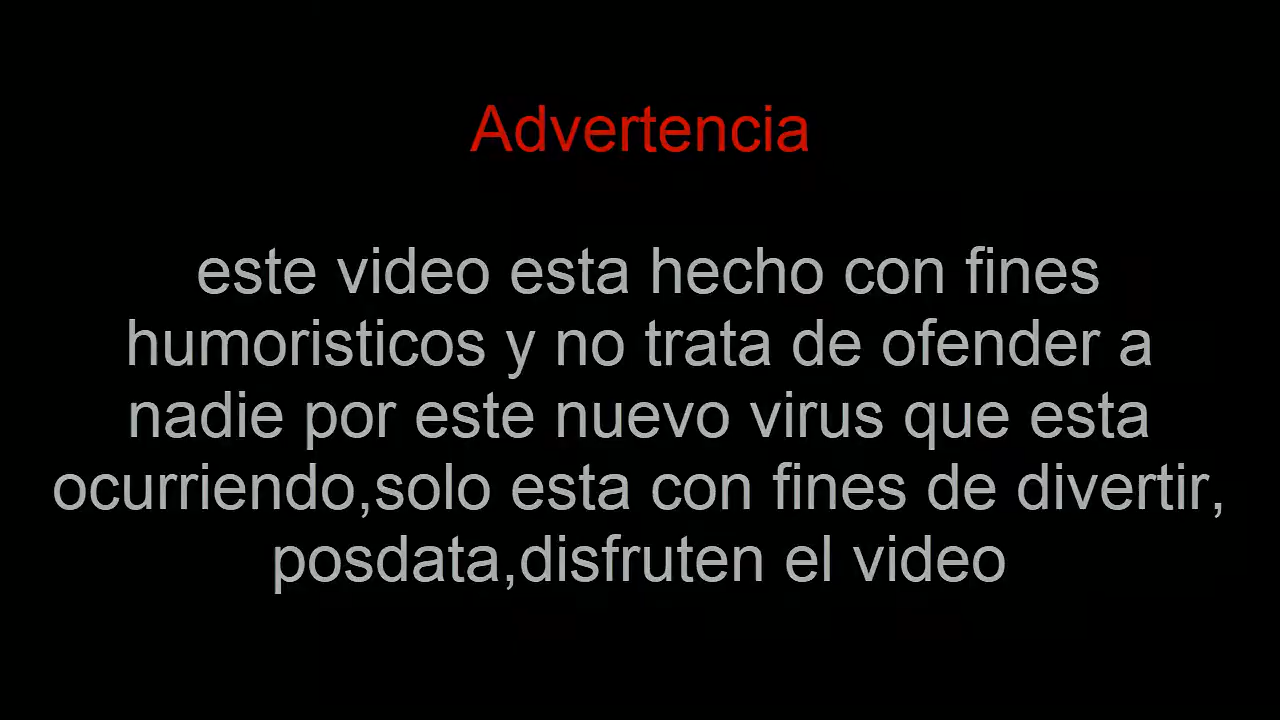 Advertencia
este video esta hecho con fines
humoristicos y no trata de ofender a
nadie por este nuevo virus que esta
ocurriendo,solo esta con fines de divertir,
posdata,disfruten el video